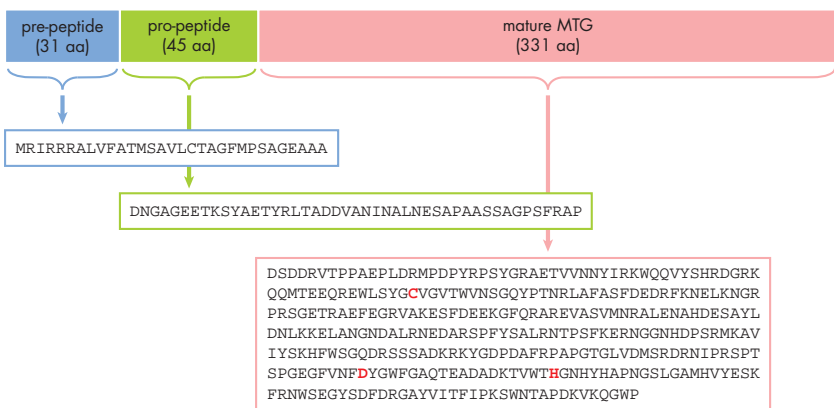 pre-peptide
(31 aa)
pro-peptide
(45 aa)
mature MTG
(331 aa)
MRIRRRALVFATMSAVLCTAGFMPSAGEAAA
DNGAGEETKSYAETYRLTADDVANINALNESAPAASSAGPSFRAP
DSDDRVTPPAEPLDRMPDPYRPSYGRAETVVNNYIRKWQQVYSHRDGRK
QQMTEEQREWLSYGCVGVTWVNSGQYPTNRLAFASFDEDRFKNELKNGR
PRSGETRAEFEGRVAKESFDEEKGFQRAREVASVMNRALENAHDESAYL
DNLKKELANGNDALRNEDARSPFYSALRNTPSFKERNGGNHDPSRMKAV
IYSKHFWSGQDRSSSADKRKYGDPDAFRPAPGTGLVDMSRDRNIPRSPT
SPGEGFVNFDYGWFGAQTEADADKTVWTHGNHYHAPNGSLGAMHVYESK
FRNWSEGYSDFDRGAYVITFIPKSWNTAPDKVKQGWP